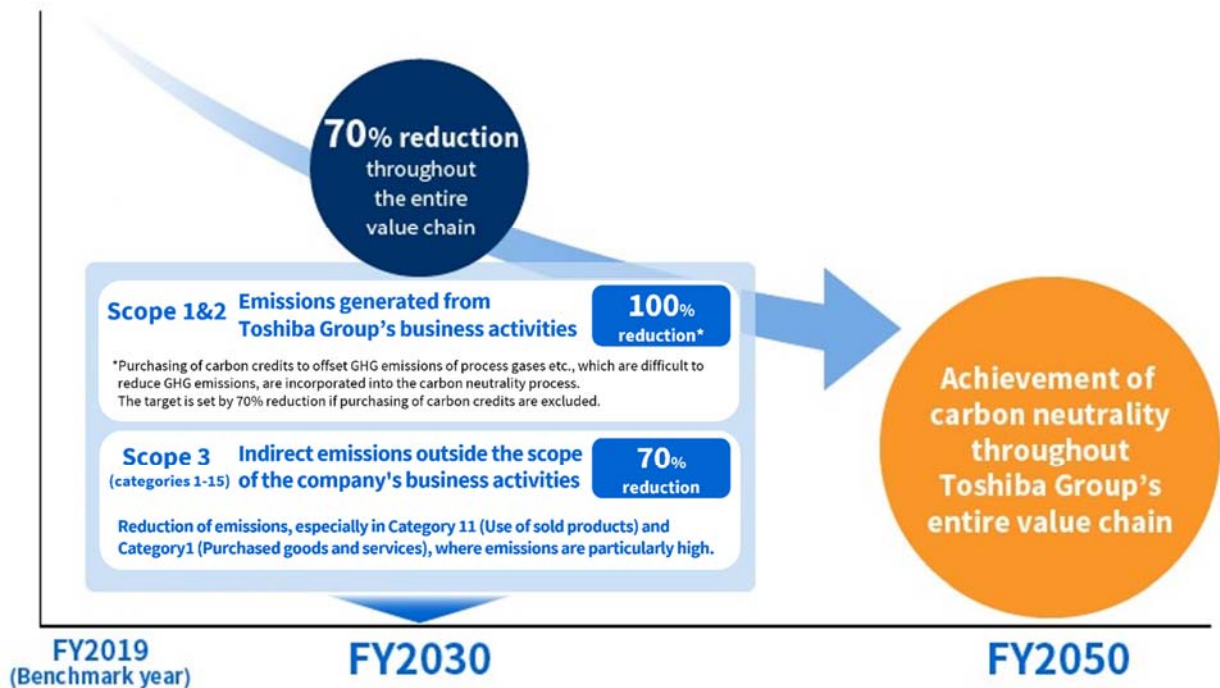 70% reduction
throughout
the entire
value chain
Scope 1&2
Emissions generated from
Toshiba Group's business activities
100%
reduction*
*Purchasing of carbon credits to offset GHG emissions of process gases etc., which are difficult to
reduce GHG emissions, are incorporated into the carbon neutrality process.
The target is set by 70% reduction if purchasing of carbon credits are excluded.
Scope 3
(categories 1-15)
Indirect emissions outside the scope
of the company's business activities
70%
reduction
Reduction of emissions, especially in Category 11 (Use of sold products) and
Category1 (Purchased goods and services), where emissions are particularly high.
Achievement of
carbon neutrality
throughout
Toshiba Group's
entire value chain
FY2019
(Benchmark year)
FY2030
FY2050